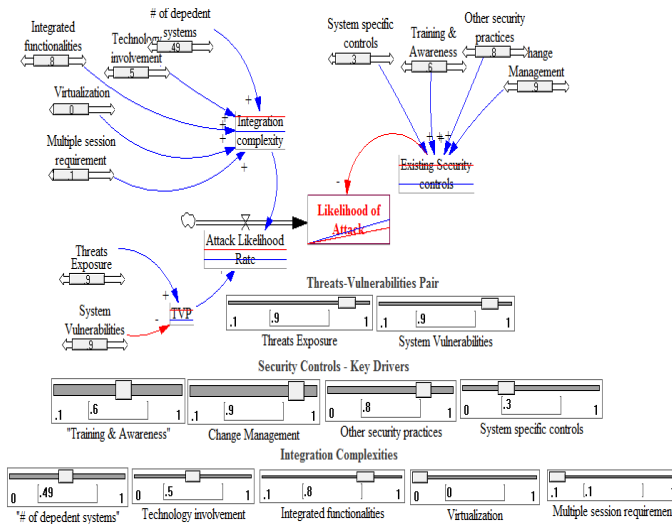 # of depedent
systems
.49
Integrated
functionalities
.8
Technology
involvement
.5
System specific
controls
.3
Training &
Awareness
.6
Other security
practices
.8
hange
Management
.9
Virtualization
0
Multiple session
requirement
.1
Integration
complexity
Existing Security
controls
Likelihood of
Attack
Attack Likelihood
Rate
Threats
Exposure
.9
System
Vulnerabilities
.9
TVP
Threats-Vulnerabilities Pair
.1 .9 1
Threats Exposure
.1 .9 1
System Vulnerabilities
Security Controls - Key Drivers
.1 .6 1
"Training & Awareness"
.1 .9 1
Change Management
0 .8 1
Other security practices
0 .3 1
System specific controls
Integration Complexities
0 .49 1
"# of depedent systems"
0 .5 1
Technology involvement
.1 .8 1
Integrated functionalities
0 0 1
Virtualization
.1 .1 1
Multiple session requirement